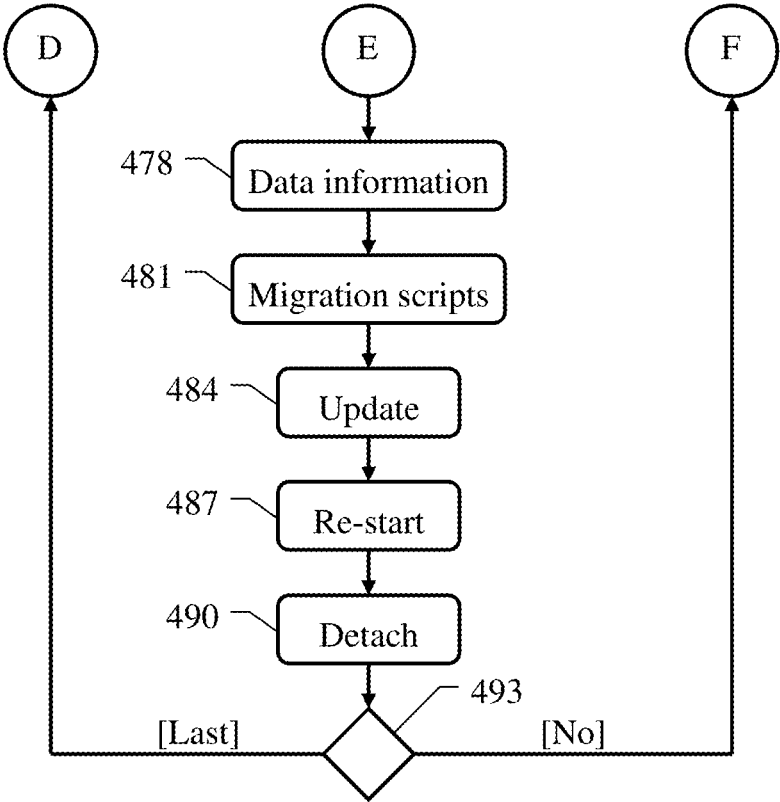 D
E
F
478
Data information
481
Migration scripts
484
Update
487
Re-start
490
Detach
493
[Last]
[No]